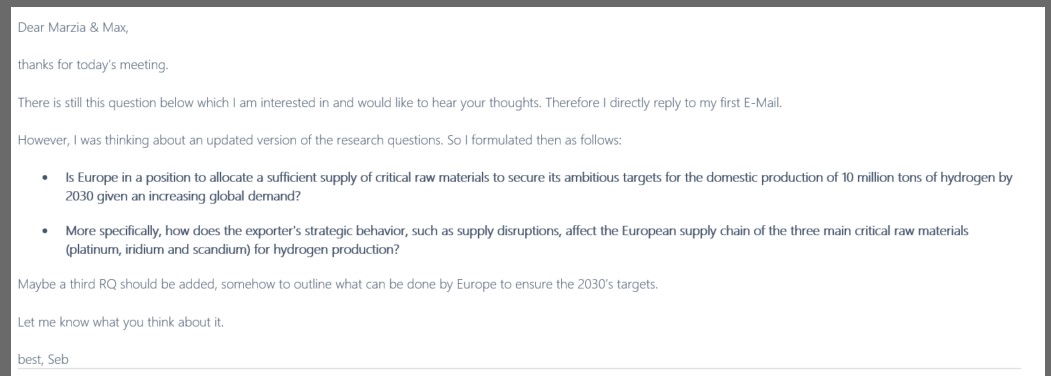 Dear Marzia & Max,
thanks for today's meeting.
There is still this question below which I am interested in and would like to hear your thoughts. Therefore I directly reply to my first E-Mail.
However, I was thinking about an updated version of the research questions. So I formulated then as follows:
• Is Europe in a position to allocate a sufficient supply of critical raw materials to secure its ambitious targets for the domestic production of 10 million tons of hydrogen by
2030 given an increasing global demand?
• More specifically, how does the exporter's strategic behavior, such as supply disruptions, affect the European supply chain of the three main critical raw materials
(platinum, iridium and scandium) for hydrogen production?
Maybe a third RQ should be added, somehow to outline what can be done by Europe to ensure the 2030's targets.
Let me know what you think about it.
best, Seb